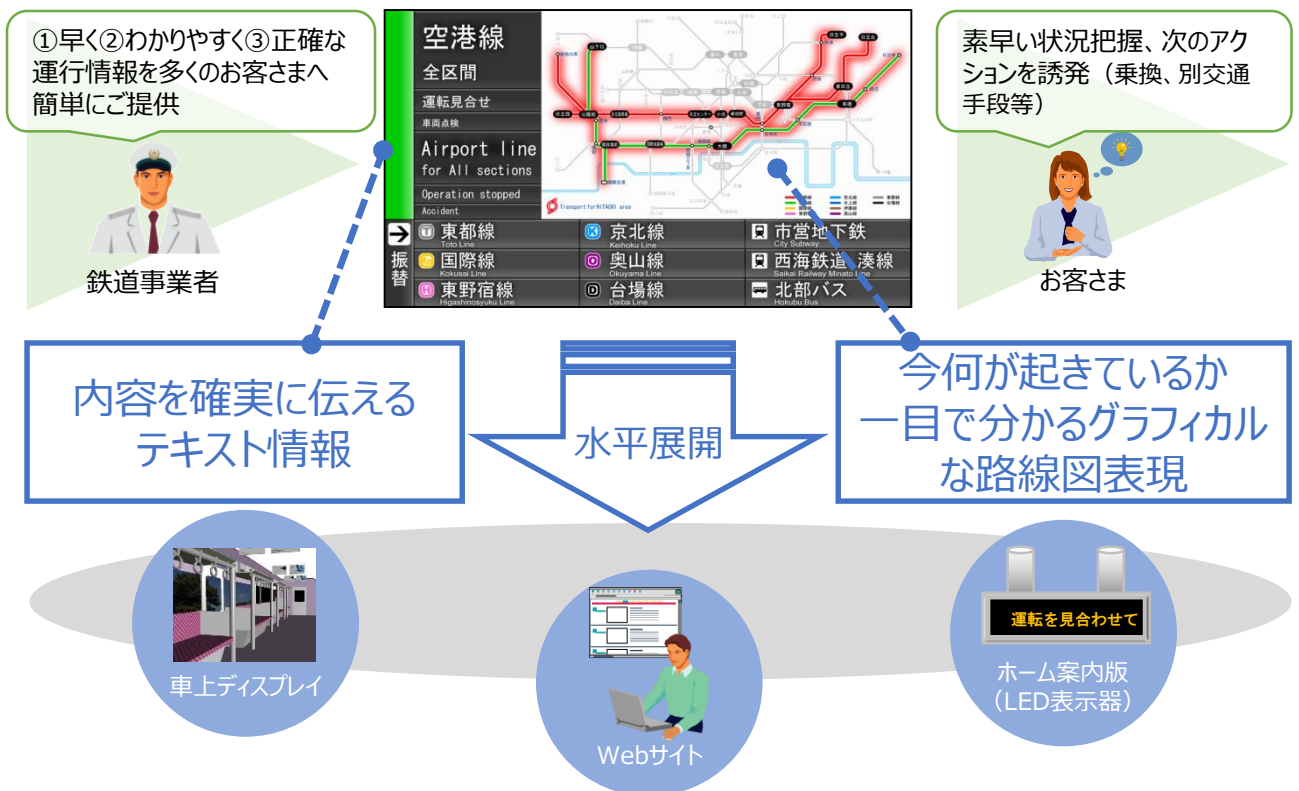 ①早く②わかりやすく③正確な
運行情報を多くのお客さまへ
簡単にご提供
鉄道事業者
空港線
全区間
運転見合せ
車両点検
Airport line
for All sections
Operation stopped
Accident
Transport for HITACHI area
振替
東都線
Toto Line
京北線
Keihoku Line
市営地下鉄
City Subway
国際線
Kokusai Line
奥山線
Okuyama Line
西海鉄道 湊線
Saikai Railway Minato Line
東野宿線
Higashinosyuku Line
台場線
Daiba Line
北部バス
Hokubu Bus
素早い状況把握、次のアク
ションを誘発（乗換、別交通
手段等）
お客さま
内容を確実に伝える
テキスト情報
水平展開
今何が起きているか
一目で分かるグラフィカル
な路線図表現
車上ディスプレイ
Webサイト
運転を見合わせて
ホーム案内版
（LED表示器）